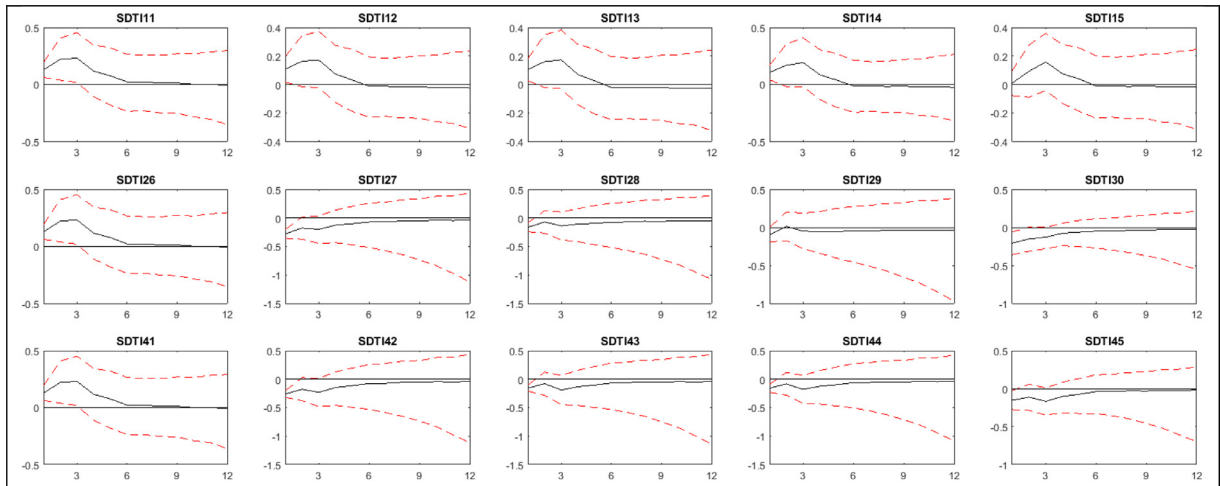 SDTI11 SDTI12 SDTI13 SDTI14 SDTI15
0.5 0.4 0.4 0.4 0.4
0.2 0.2 0.2 0.2
0 0 0 0 0
-0.2 -0.2 -0.2 -0.2
-0.5 -0.4 -0.4 -0.4 -0.4
3 6 9 12 3 6 9 12 3 6 9 12 3 6 9 12 3 6 9 12
SDTI26 SDTI27 SDTI28 SDTI29 SDTI30
0.5 0.5 0.5 0.5 0.5
0 0 0 0
0 -0.5 -0.5 -0.5 -0.5
-1 -1
-0.5 -1.5 -1.5 -1 -1
3 6 9 12 3 6 9 12 3 6 9 12 3 6 9 12 3 6 9 12
SDTI41 SDTI42 SDTI43 SDTI44 SDTI45
0.5 0.5 0.5 0.5 0.5
0 0 0 0
0 -0.5 -0.5 -0.5 -0.5
-1 -1 -1
-0.5 -1.5 -1.5 -1.5 -1
3 6 9 12 3 6 9 12 3 6 9 12 3 6 9 12 3 6 9 12